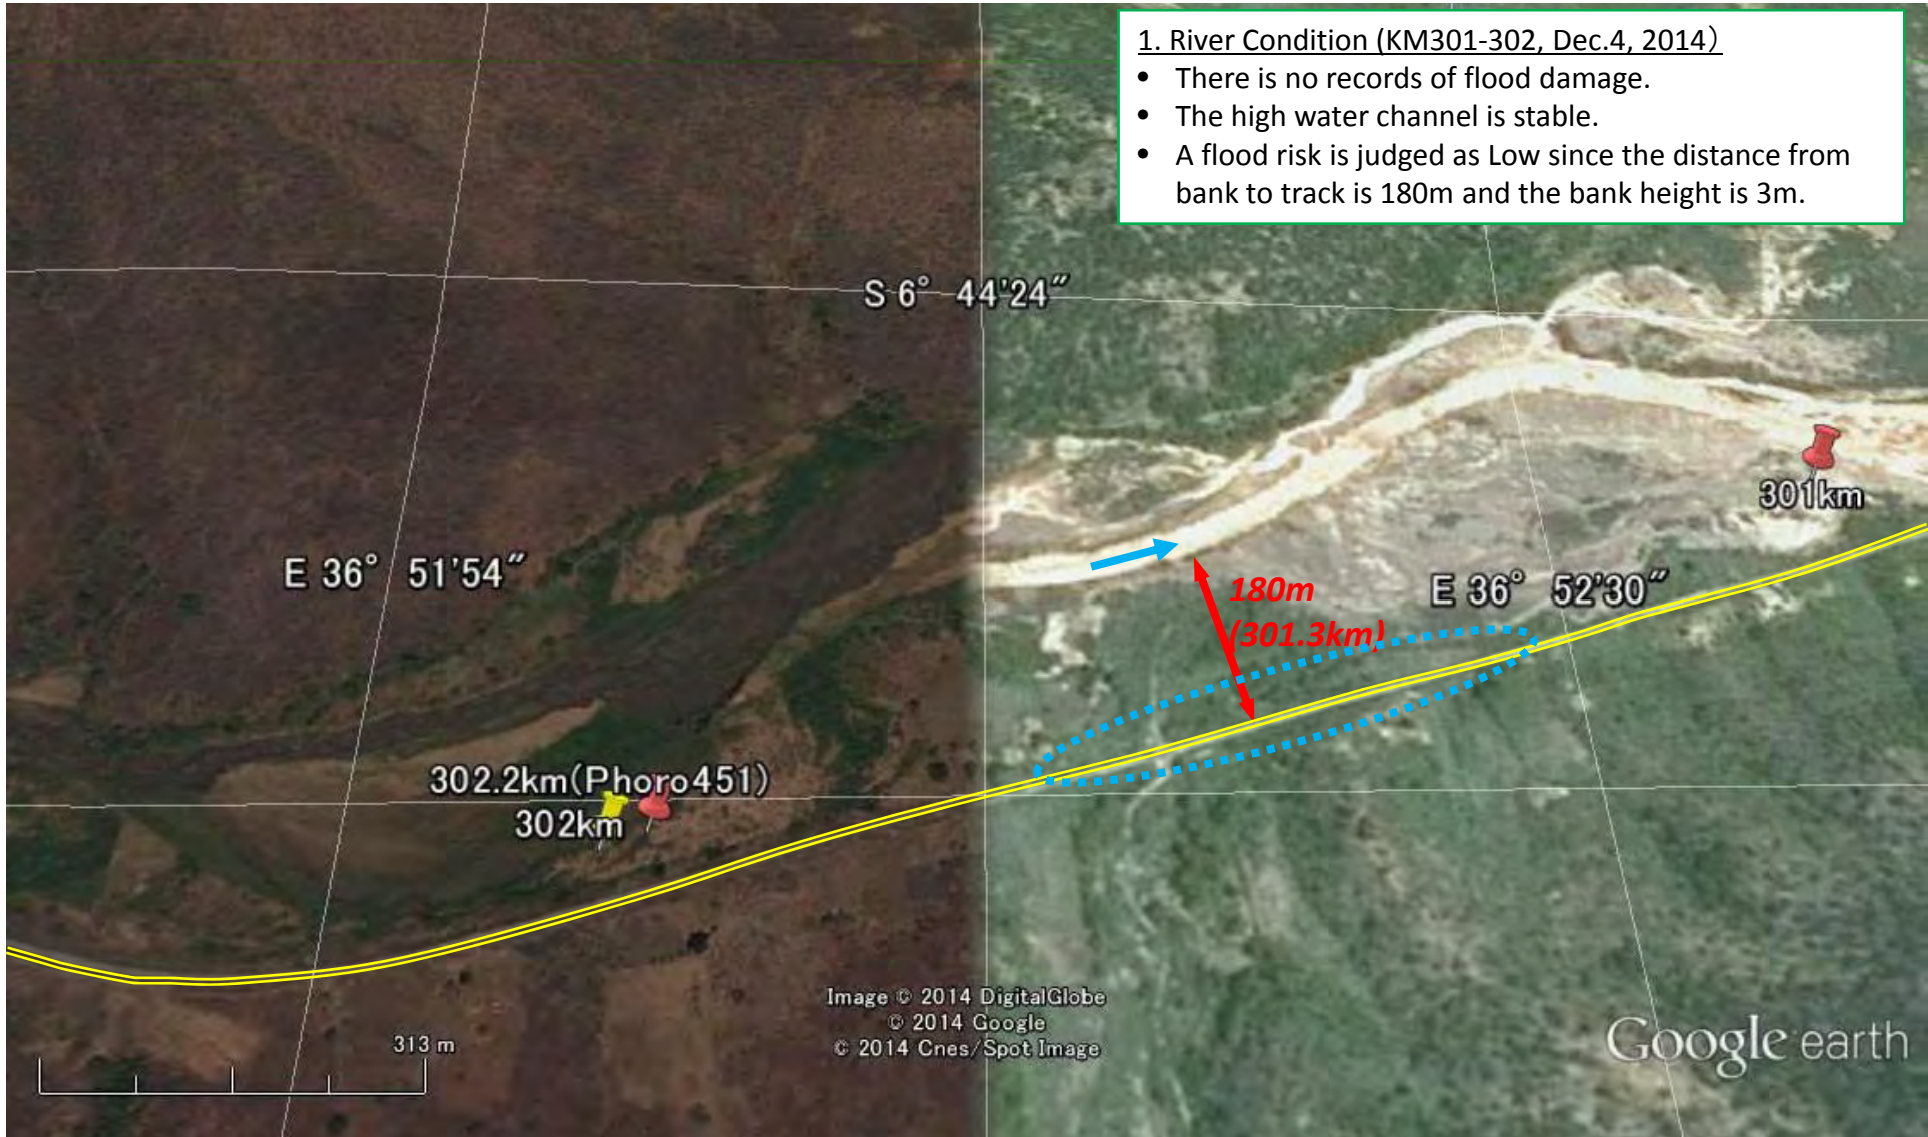 1. River Condition (KM301-302, Dec.4, 2014）
• There is no records of flood damage.
• The high water channel is stable.
• A flood risk is judged as Low since the distance from
bank to track is 180m and the bank height is 3m.
S 6° 44'24"
301km
E 36° 51'54"
180m
(301.3km)
E 36° 52'30"
302.2km(Phoro451)
302km
Image © 2014 DigitalGlobe
© 2014 Google
© 2014 Cnes/Spot Image
313 m
Google earth